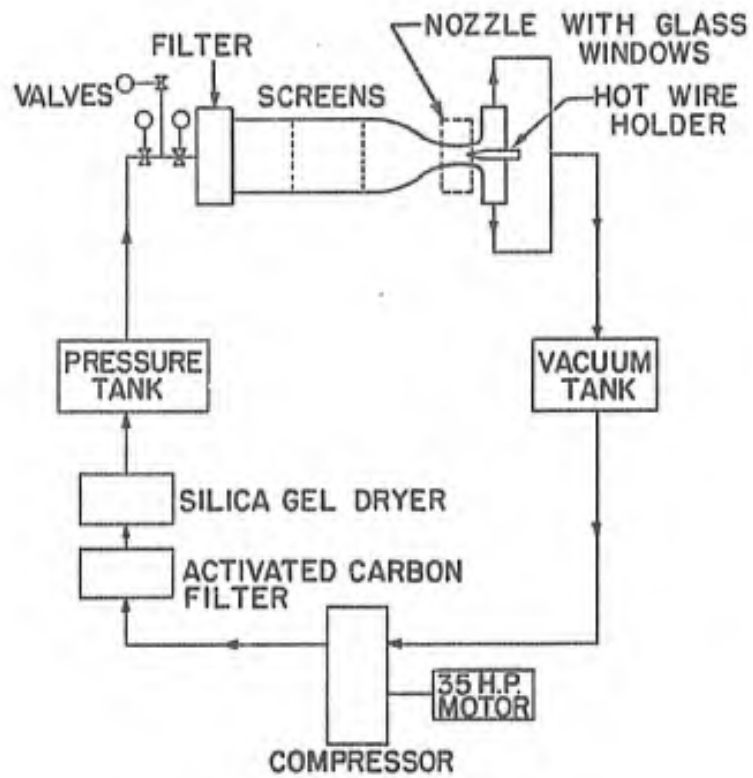 FILTER
NOZZLE WITH GLASS
WINDOWS
VALVES
SCREENS
HOT WIRE
HOLDER
PRESSURE
TANK
VACUUM
TANK
SILICA GEL DRYER
ACTIVATED CARBON
FILTER
35 H.P.
MOTOR
COMPRESSOR